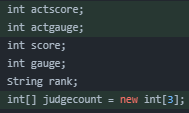 int actscore;
int actgauge;
int score;
int gauge;
String rank;
int[] judgecount = new int[3];